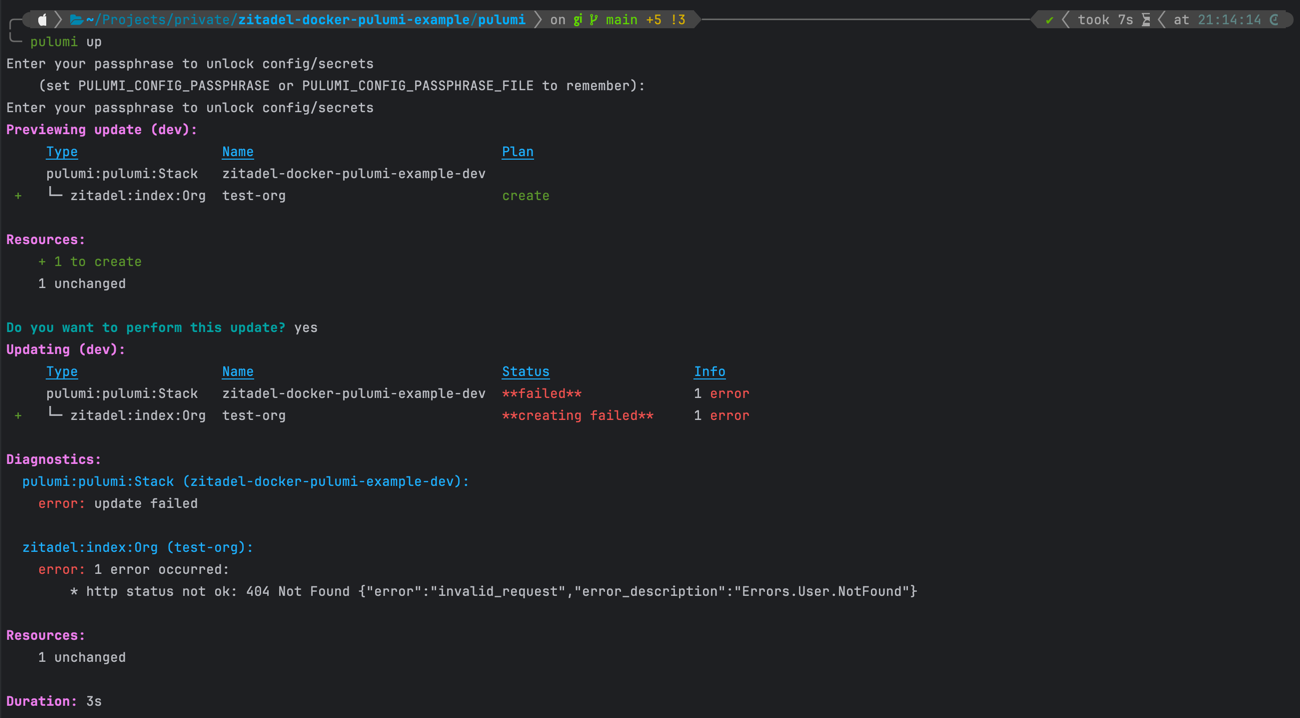 ~/Projects/private/zitadel-docker-pulumi-example/pulumi on gi main +5 !3 ✔ took 7s at 21:14:14
pulumi up
Enter your passphrase to unlock config/secrets
    (set PULUMI_CONFIG_PASSPHRASE or PULUMI_CONFIG_PASSPHRASE_FILE to remember):
Enter your passphrase to unlock config/secrets
Previewing update (dev):
     Type                   Name                               Plan
     pulumi:pulumi:Stack    zitadel-docker-pulumi-example-dev
 +   └─ zitadel:index:Org  test-org                           create

Resources:
    + 1 to create
    1 unchanged

Do you want to perform this update? yes
Updating (dev):
     Type                   Name                               Status                  Info
     pulumi:pulumi:Stack    zitadel-docker-pulumi-example-dev  **failed**              1 error
 +   └─ zitadel:index:Org  test-org                           **creating failed**     1 error

Diagnostics:
  pulumi:pulumi:Stack (zitadel-docker-pulumi-example-dev):
    error: update failed

  zitadel:index:Org (test-org):
    error: 1 error occurred:
        * http status not ok: 404 Not Found {"error":"invalid_request","error_description":"Errors.User.NotFound"}

Resources:
    1 unchanged

Duration: 3s